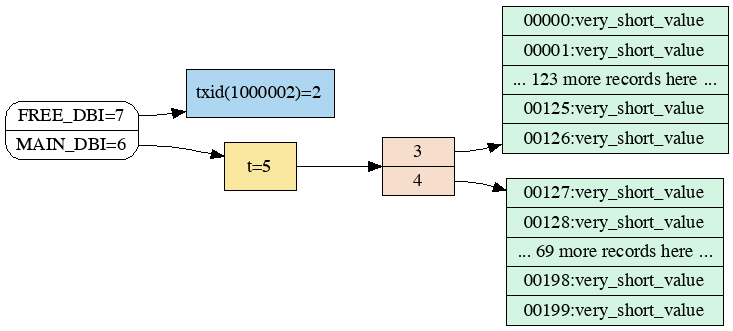 FREE_DBI=7
MAIN_DBI=6
txid(1000002)=2
t=5
3
4
00000:very_short_value
00001:very_short_value
... 123 more records here ...
00125:very_short_value
00126:very_short_value
00127:very_short_value
00128:very_short_value
... 69 more records here ...
00198:very_short_value
00199:very_short_value